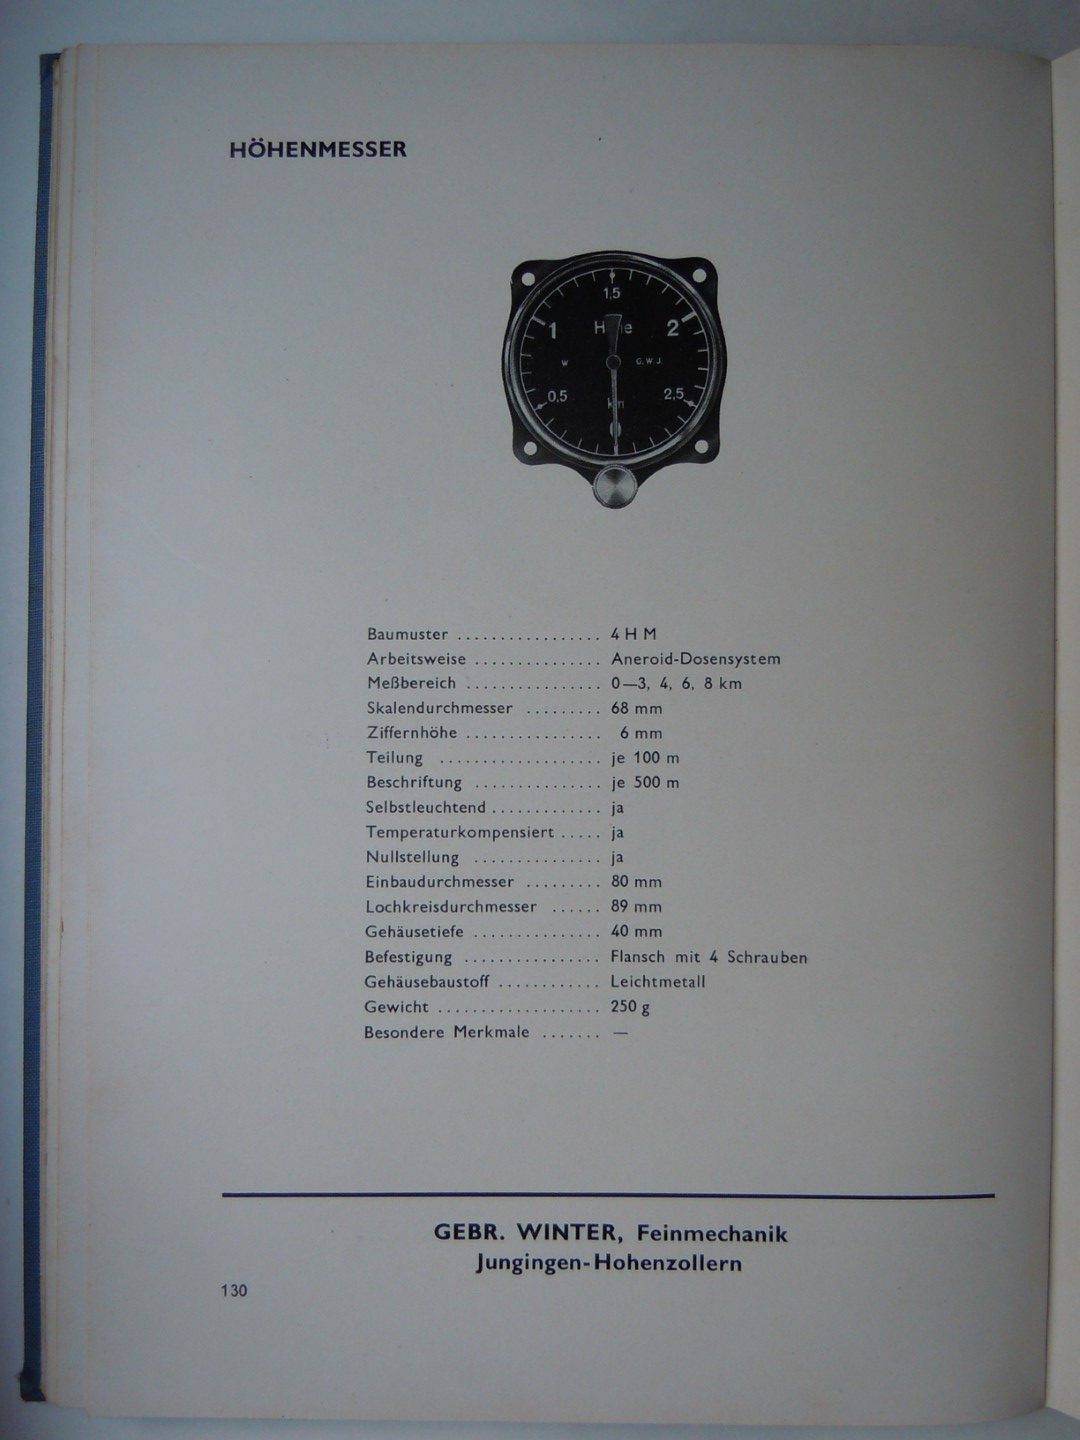 HÖHENMESSER
1,5
1 Höhe 2
W G.W.J.
0,5 km 2,5
0
Baumuster ................. 4 H M
Arbeitsweise ............... Aneroid-Dosensystem
Meßbereich ................ 0—3, 4, 6, 8 km
Skalendurchmesser ......... 68 mm
Ziffernhöhe ................ 6 mm
Teilung ................... je 100 m
Beschriftung ............... je 500 m
Selbstleuchtend ............. ja
Temperaturkompensiert ..... ja
Nullstellung ............... ja
Einbaudurchmesser ......... 80 mm
Lochkreisdurchmesser ...... 89 mm
Gehäusetiefe ............... 40 mm
Befestigung ................ Flansch mit 4 Schrauben
Gehäusebaustoff ............ Leichtmetall
Gewicht ................... 250 g
Besondere Merkmale ....... —
GEBR. WINTER, Feinmechanik
Jungingen-Hohenzollern
130